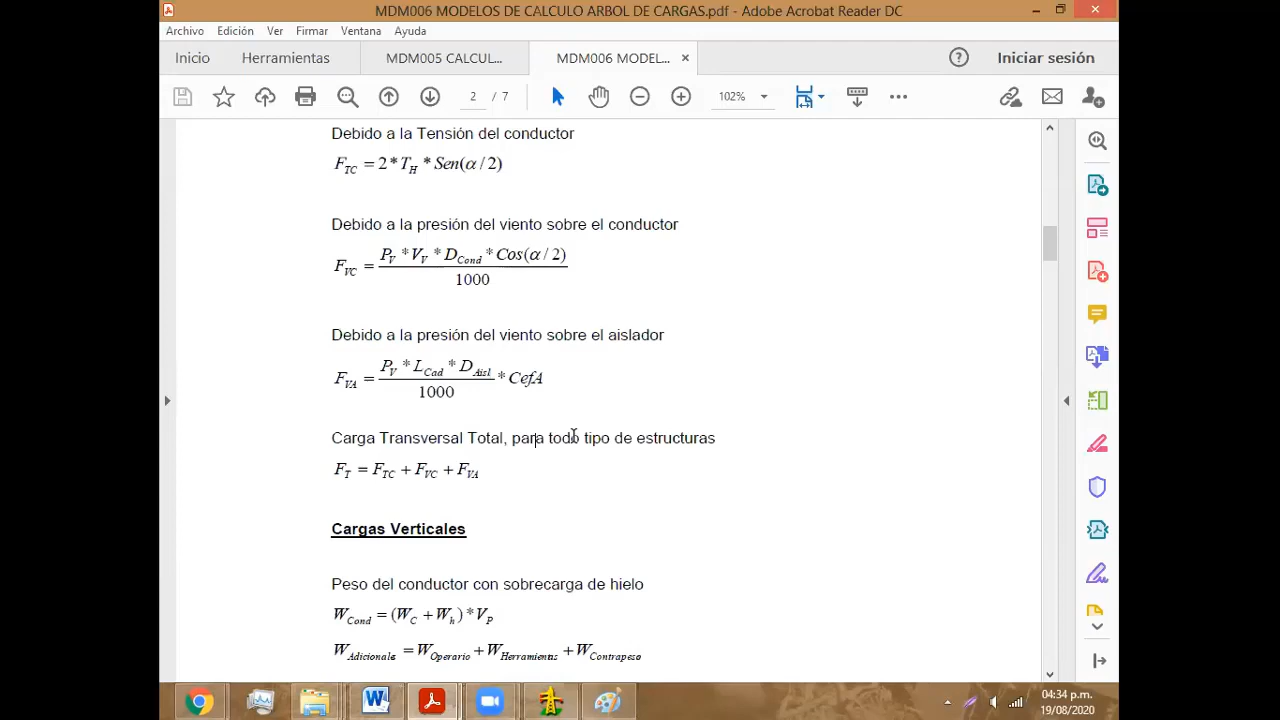 MDM006 MODELOS DE CALCULO ARBOL DE CARGAS.pdf - Adobe Acrobat Reader DC
Archivo Edición Ver Firmar Ventana Ayuda
Inicio Herramientas MDM005 CALCUL... MDM006 MODEL... × Iniciar sesión
2 / 7 102%
Debido a la Tensión del conductor
F_TC = 2 * T_H * Sen(α / 2)
Debido a la presión del viento sobre el conductor
F_VC = P_V * V_V * D_Cond * Cos(α / 2) / 1000
Debido a la presión del viento sobre el aislador
F_VA = P_V * L_Cad * D_Aisl / 1000 * CefA
Carga Transversal Total, para todo tipo de estructuras
F_T = F_TC + F_VC + F_VA
Cargas Verticales
Peso del conductor con sobrecarga de hielo
W_Cond = (W_C + W_h) * V_P
W_Adicionales = W_Operario + W_Herramientas + W_Contrapeso
04:34 p.m.
19/08/2020